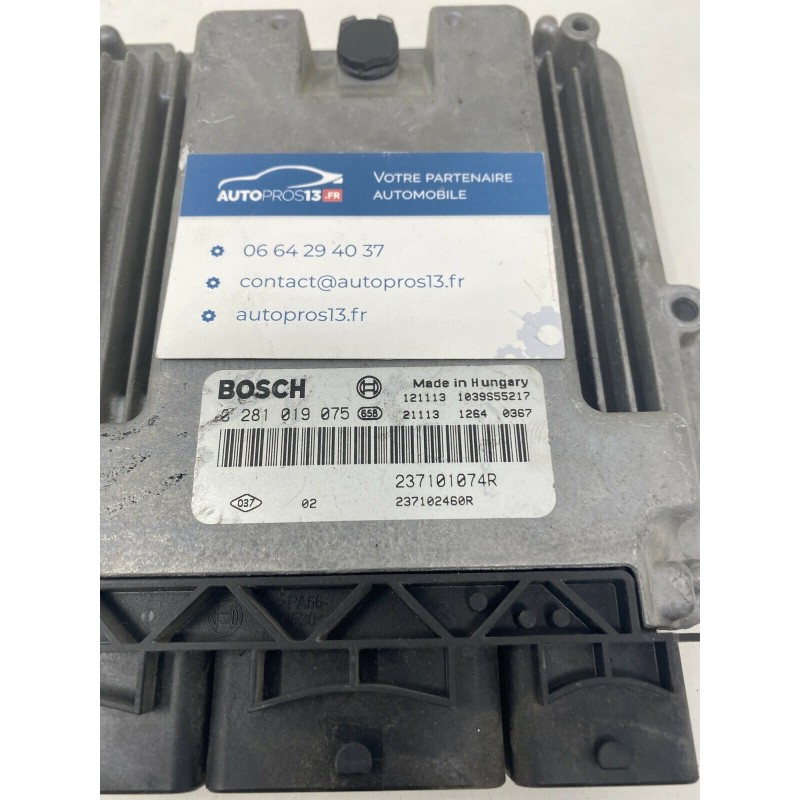 AUTOPROS13.FR
VOTRE PARTENAIRE
AUTOMOBILE
06 64 29 40 37
contact@autopros13.fr
autopros13.fr
BOSCH Made in Hungary
121113 1039S55217
0 281 019 075 65B 21113 1264 0367
237101074R
037 02 237102460R